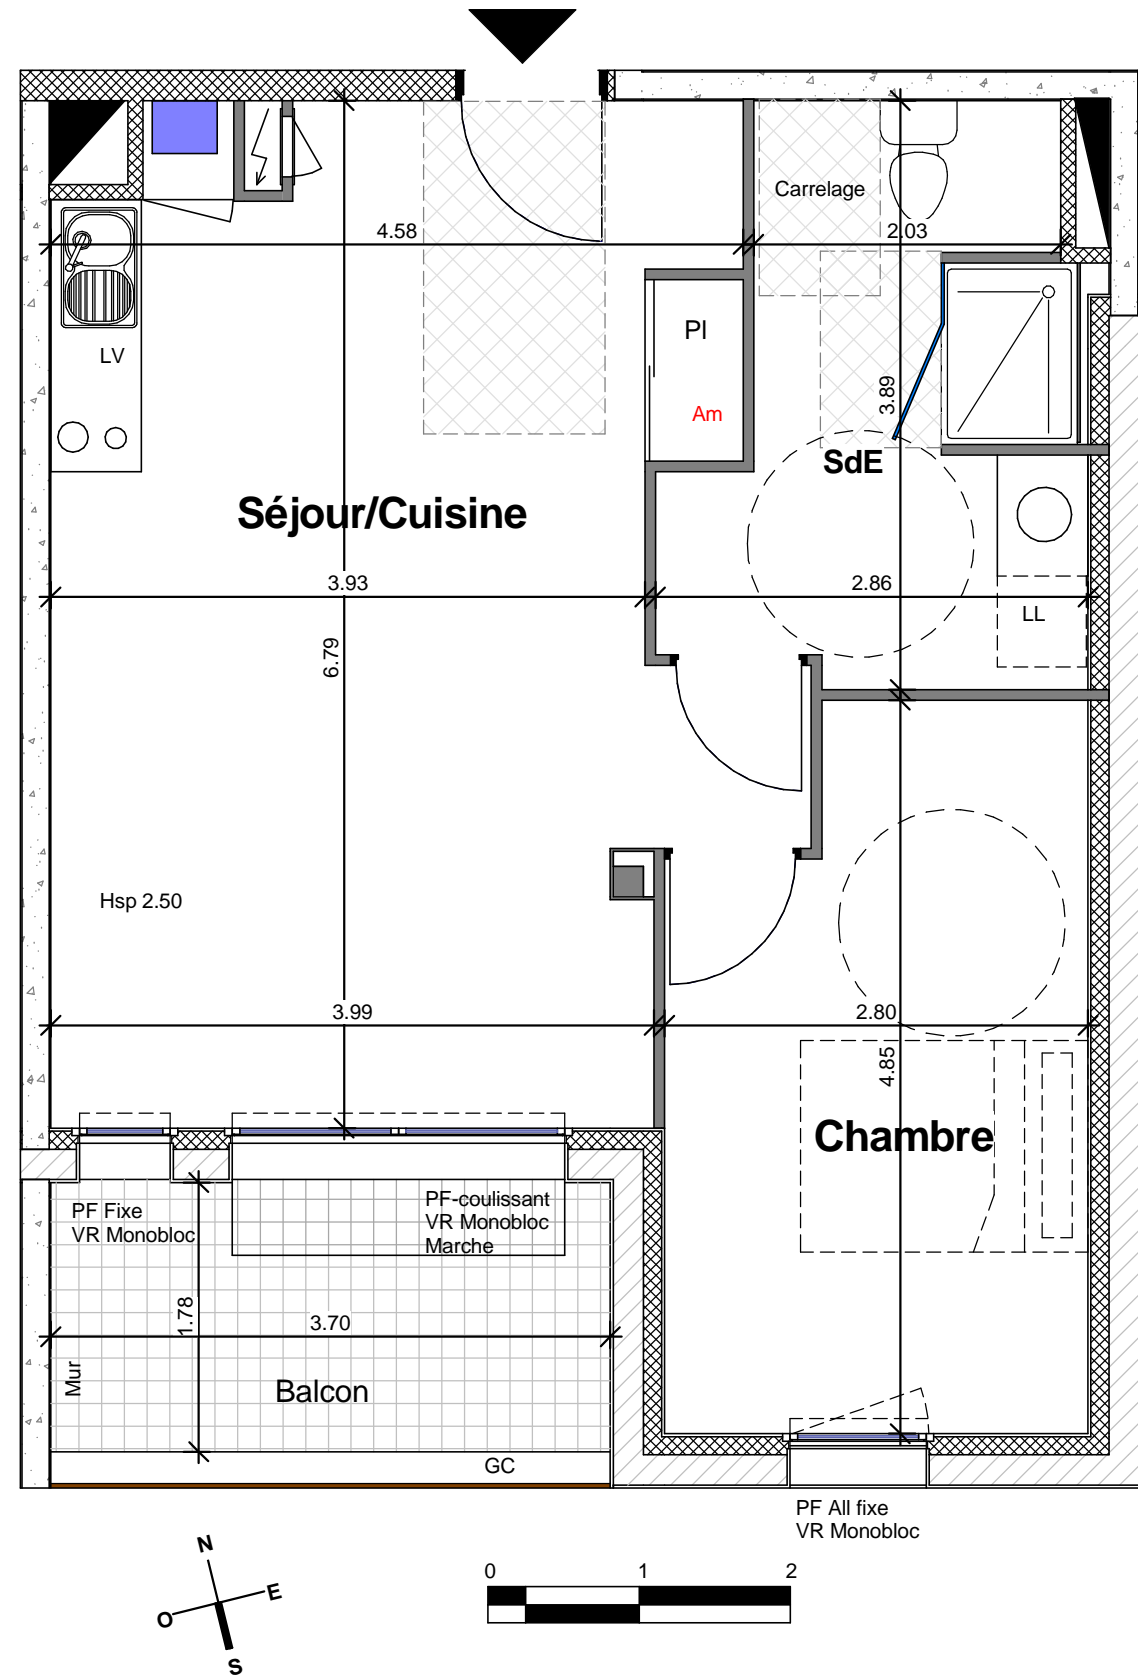 Carrelage
4.58
2.03
LV
Pl
Am
3.89
SdE
Séjour/Cuisine
3.93
2.86
LL
6.79
Hsp 2.50
3.99
2.80
4.85
Chambre
PF Fixe
VR Monobloc
PF-coulissant
VR Monobloc
Marche
1.78
3.70
Mur
Balcon
GC
PF All fixe
VR Monobloc
N
E
O
S
0 1 2